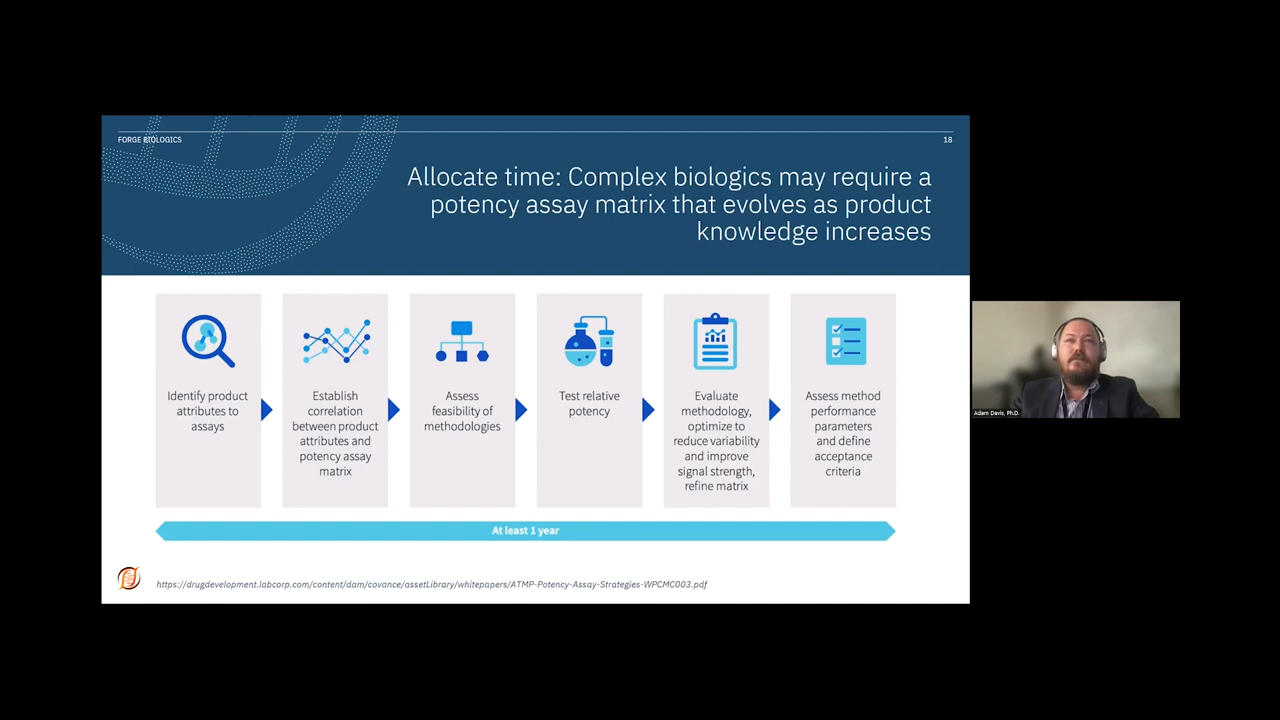 FORGE BIOLOGICS
18
Allocate time: Complex biologics may require a
potency assay matrix that evolves as product
knowledge increases
Identify product
attributes to
assays
Establish
correlation
between product
attributes and
potency assay
matrix
Assess
feasibility of
methodologies
Test relative
potency
Evaluate
methodology,
optimize to
reduce variability
and improve
signal strength,
refine matrix
Assess method
performance
parameters
and define
acceptance
criteria
At least 1 year
https://drugdevelopment.labcorp.com/content/dam/covance/assetLibrary/whitepapers/ATMP-Potency-Assay-Strategies-WPCMC003.pdf
Adam Davis, Ph.D.